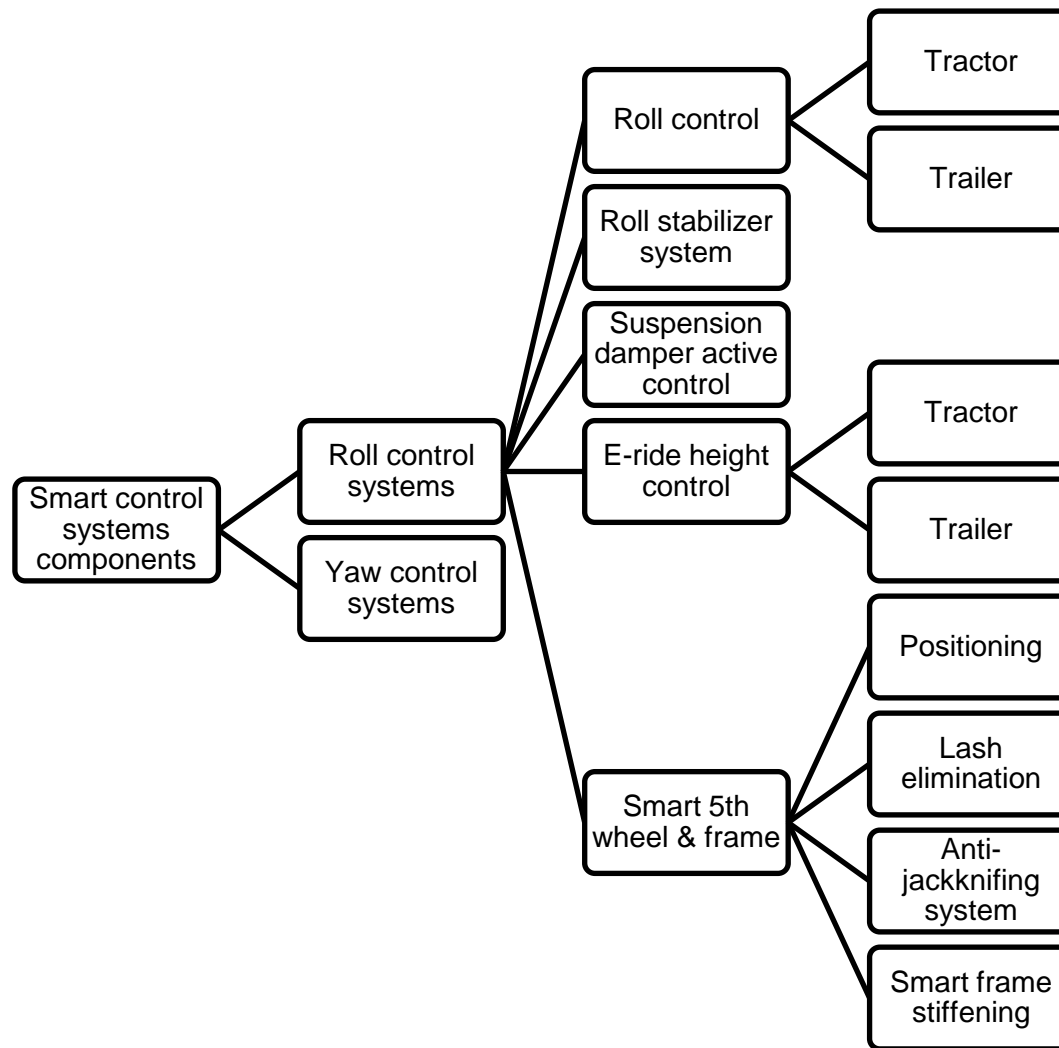 Smart control
systems
components
Roll control
systems
Yaw control
systems
Roll control
Roll stabilizer
system
Suspension
damper active
control
E-ride height
control
Smart 5th
wheel & frame
Tractor
Trailer
Tractor
Trailer
Positioning
Lash
elimination
Anti-
jackknifing
system
Smart frame
stiffening